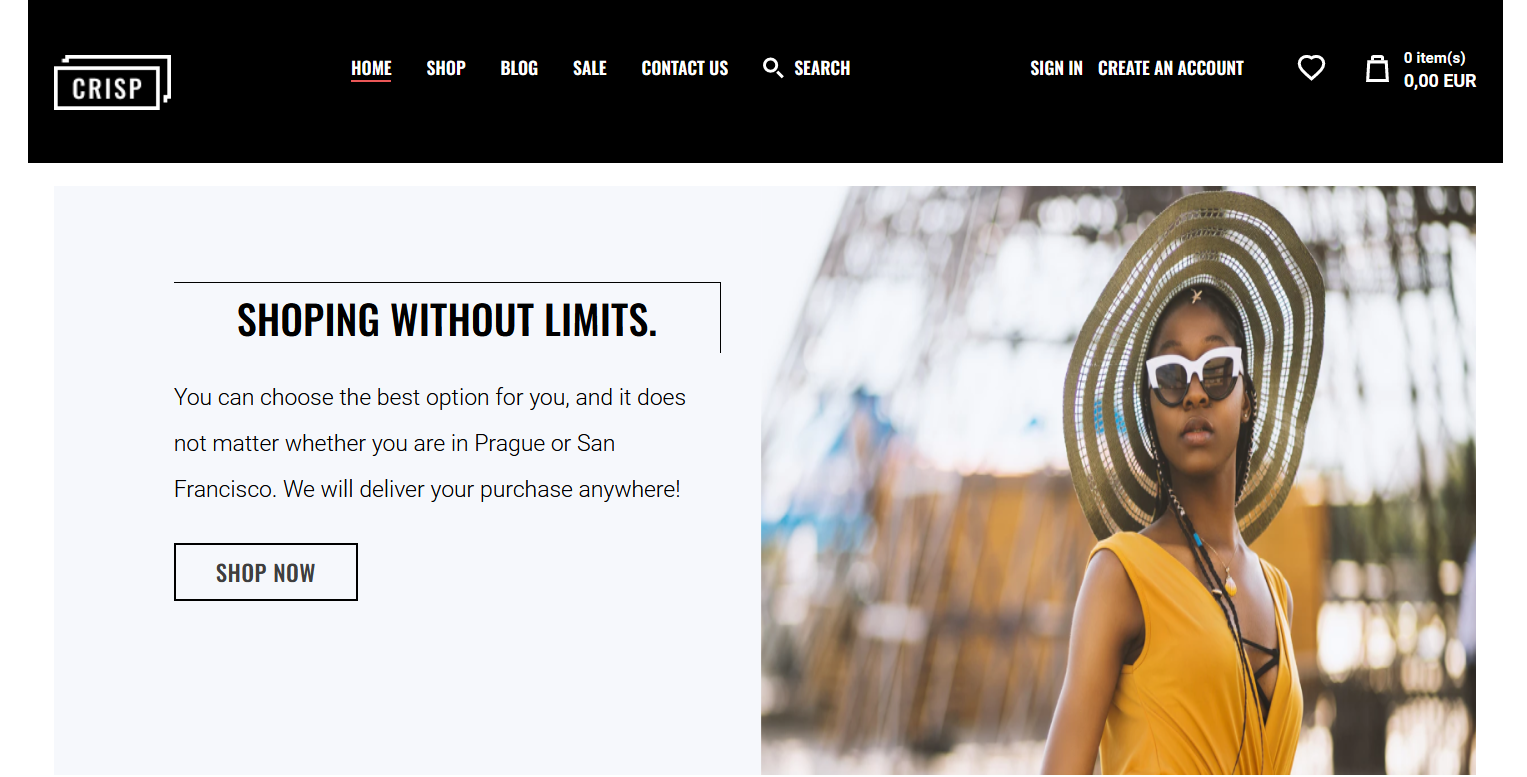 CRISP
HOME SHOP BLOG SALE CONTACT US SEARCH
SIGN IN CREATE AN ACCOUNT
0 item(s)
0,00 EUR
SHOPING WITHOUT LIMITS.
You can choose the best option for you, and it does
not matter whether you are in Prague or San
Francisco. We will deliver your purchase anywhere!
SHOP NOW